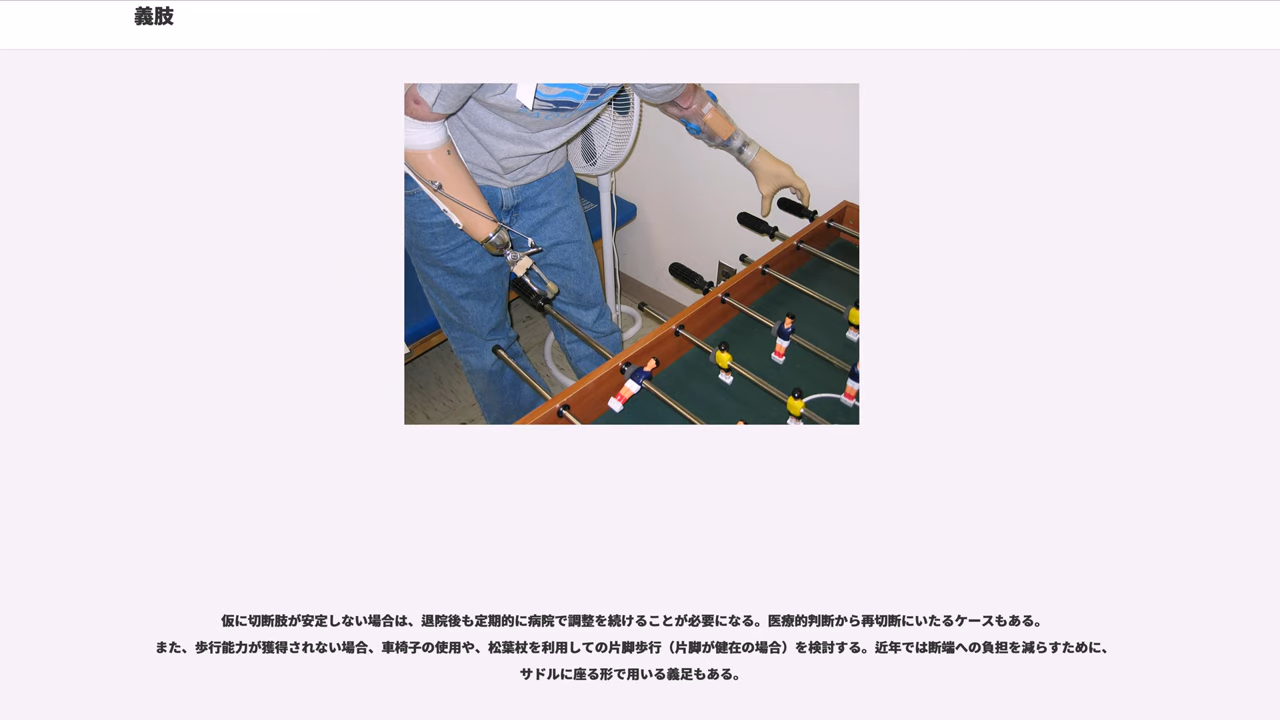 義肢
仮に切断肢が安定しない場合は、退院後も定期的に病院で調整を続けることが必要になる。医療的判断から再切断にいたるケースもある。
また、歩行能力が獲得されない場合、車椅子の使用や、松葉杖を利用しての片脚歩行（片脚が健在の場合）を検討する。近年では断端への負担を減らすために、
サドルに座る形で用いる義足もある。